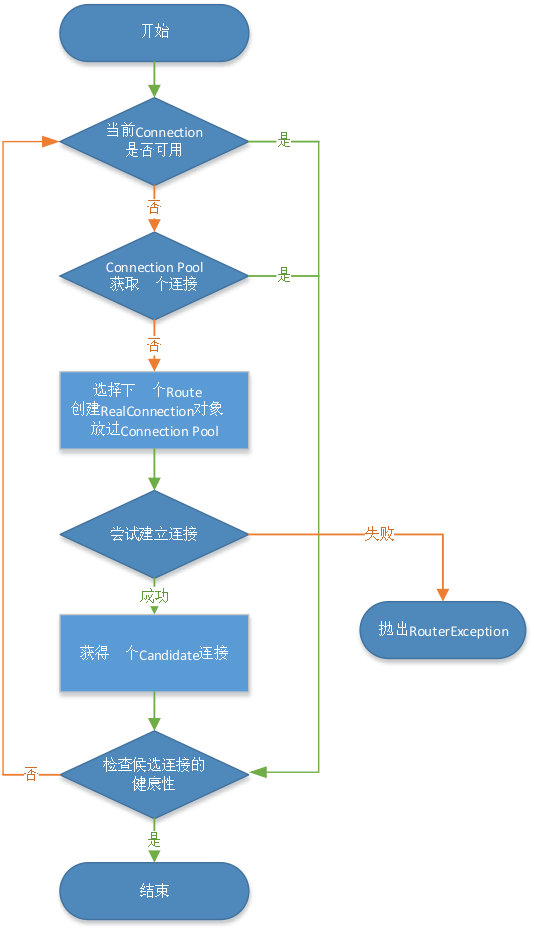 开始
当前Connection
是否可用
是
否
Connection Pool
获取 个连接
是
否
选择下 个Route
创建RealConnection对象
放过Connection Pool
尝试建立连接
失败
成功
抛出RouterException
获得 个Candidate连接
检查候选连接的
健康性
否
是
结束